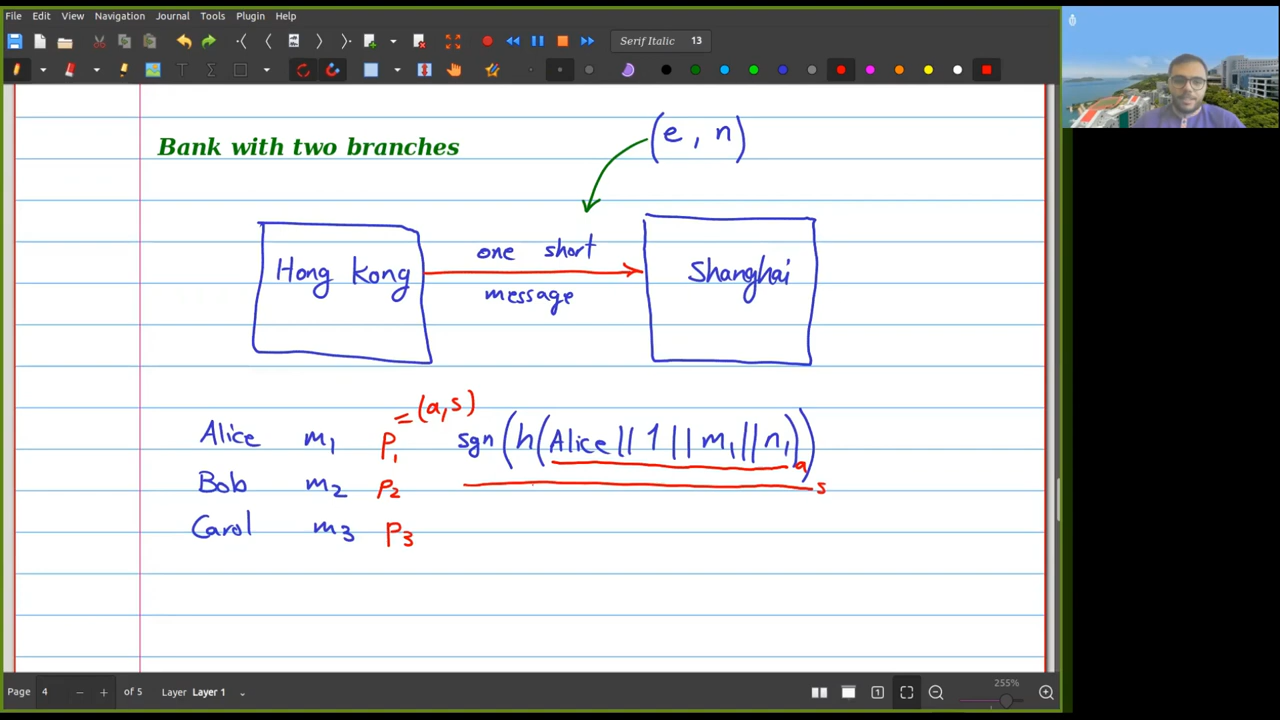 File Edit View Navigation Journal Tools Plugin Help
Serif Italic 13
Bank with two branches
(e, n)
Hong Kong
one short
message
Shanghai
= (a, s)
Alice m₁ P₁ sgn(h(Alice||1||m₁||n₁))
a
Bob m₂ P₂
s
Carol m₃ P₃
Page 4 − + of 5 Layer Layer 1
255%